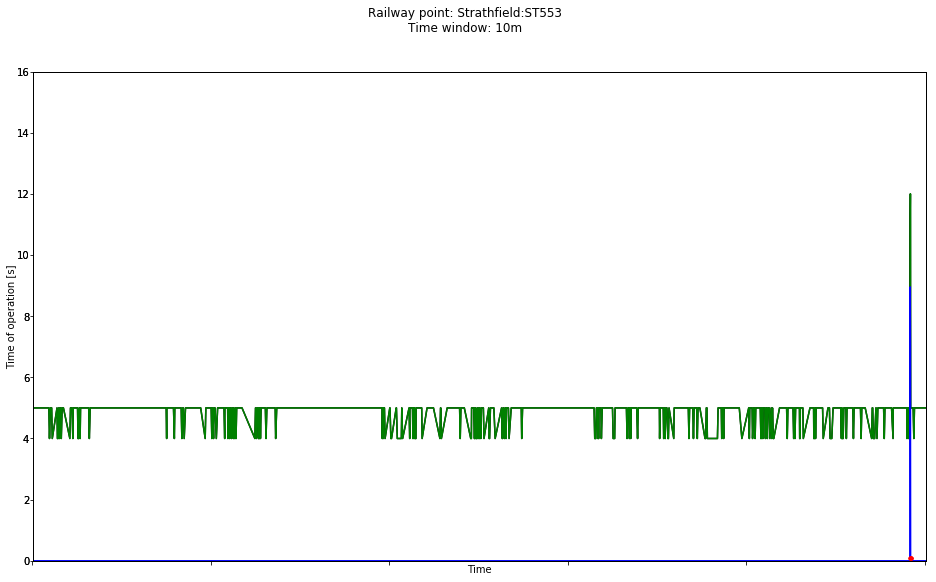 Railway point: Strathfield:ST553
Time window: 10m
16
14
12
10
8
6
4
2
0
Time of operation [s]
Time